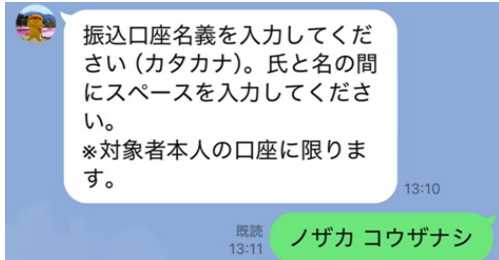 振込口座名義を入力してくだ
さい（カタカナ）。氏と名の間
にスペースを入力してくださ
い。
※対象者本人の口座に限りま
す。
13:10
既読
13:11
ノザカ コウザナシ